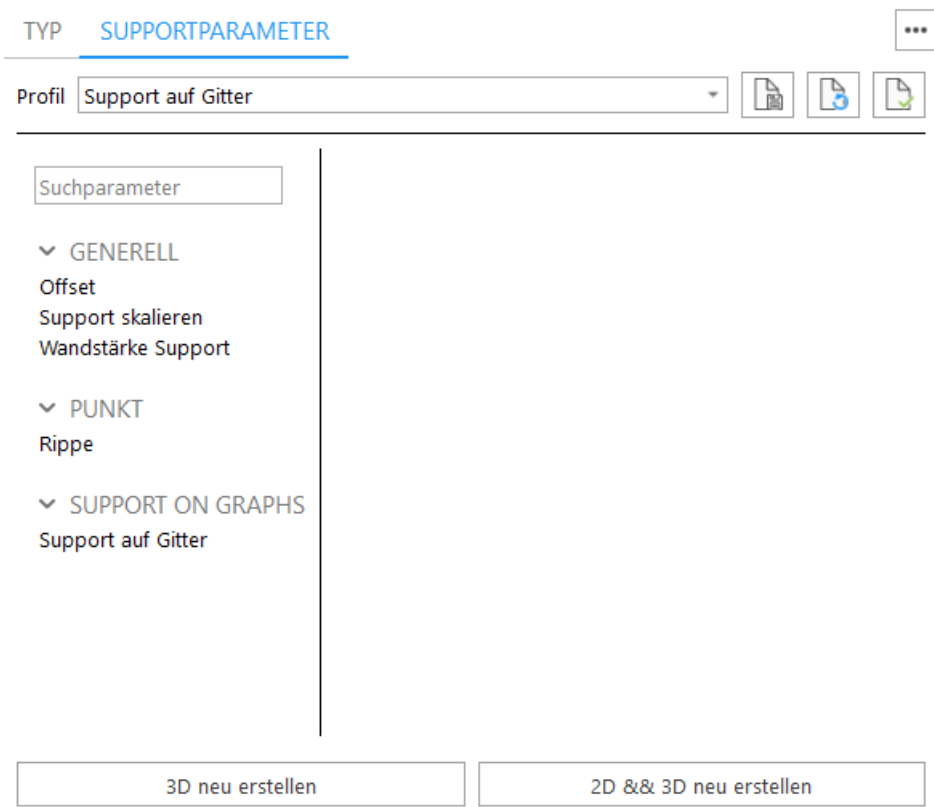 TYP SUPPORTPARAMETER
Profil Support auf Gitter
Suchparameter
GENERELL
Offset
Support skalieren
Wandstärke Support
PUNKT
Rippe
SUPPORT ON GRAPHS
Support auf Gitter
3D neu erstellen 2D && 3D neu erstellen